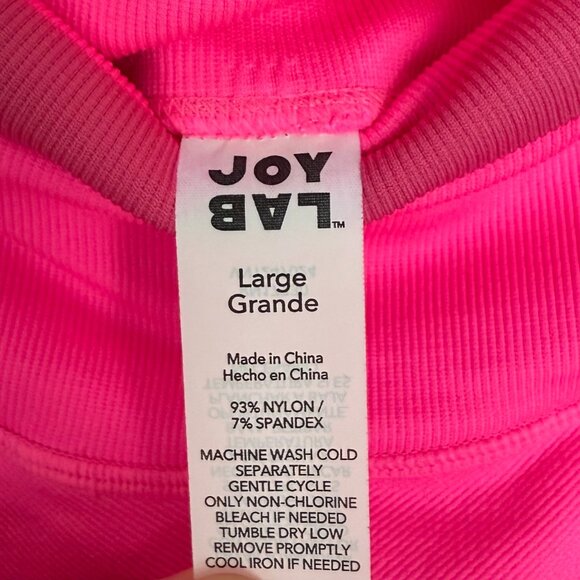 JOY
LAB™
Large
Grande
Made in China
Hecho en China
93% NYLON /
7% SPANDEX
MACHINE WASH COLD
SEPARATELY
GENTLE CYCLE
ONLY NON-CHLORINE
BLEACH IF NEEDED
TUMBLE DRY LOW
REMOVE PROMPTLY
COOL IRON IF NEEDED